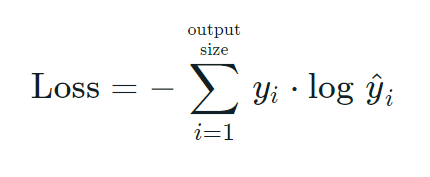 output
size
Loss = − ∑ yᵢ · log ŷᵢ
i=1